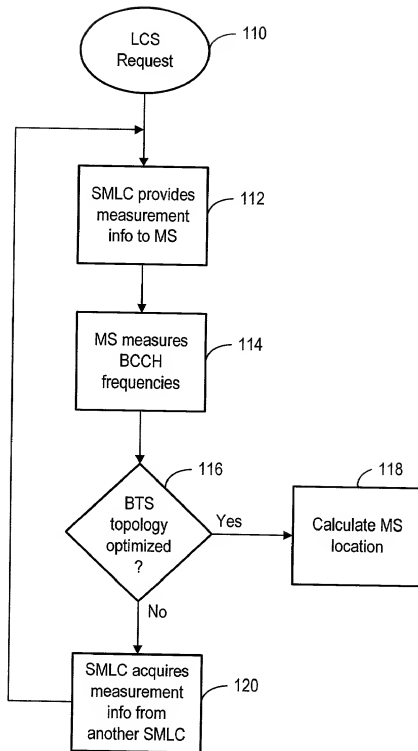 LCS
Request
110
SMLC provides
measurement
info to MS
112
MS measures
BCCH
frequencies
114
BTS
topology
optimized
?
116
Yes
No
Calculate MS
location
118
SMLC acquires
measurement
info from
another SMLC
120